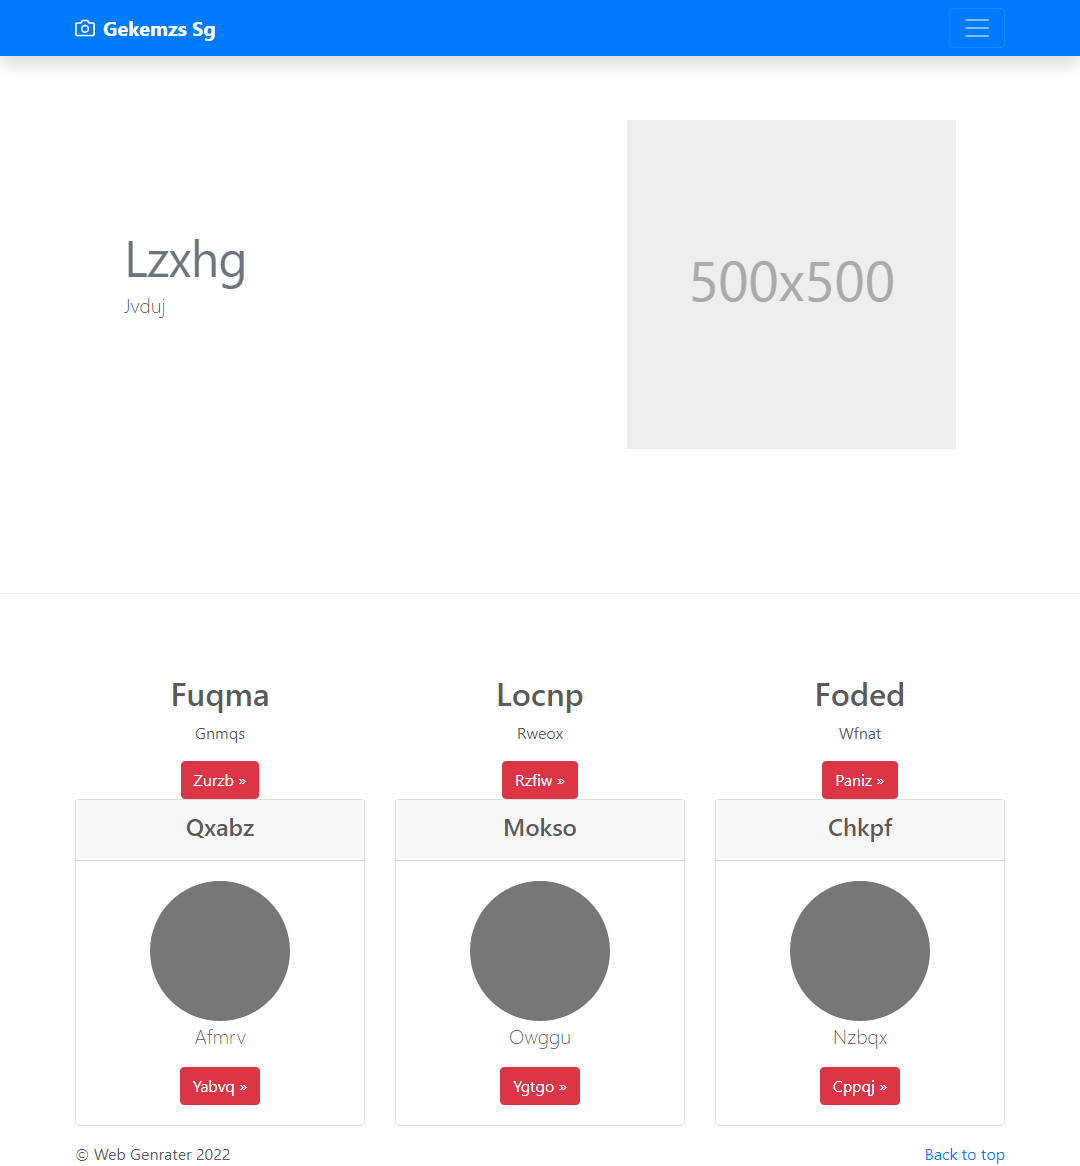 Gekemzs Sg
Lzxhg
Jvduj
500x500
Fuqma
Gnmqs
Zurzb »
Locnp
Rweox
Rzfiw »
Foded
Wfnat
Paniz »
Qxabz
Afmrv
Yabvq »
Mokso
Owggu
Ygtgo »
Chkpf
Nzbqx
Cppqj »
© Web Genrater 2022
Back to top